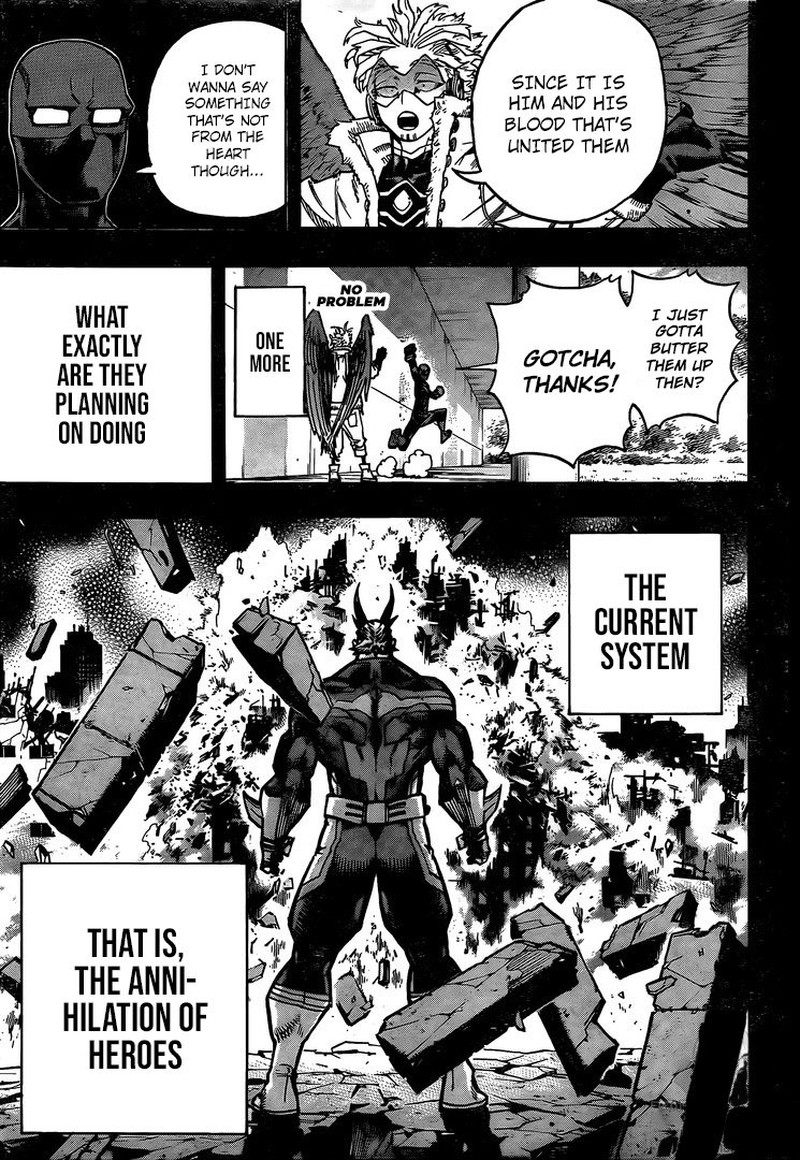 SINCE IT IS
HIM AND HIS
BLOOD THAT'S
UNITED THEM
I DON'T
WANNA SAY
SOMETHING
THAT'S NOT
FROM THE
HEART
THOUGH...
I JUST
GOTTA
BUTTER
THEM UP
THEN?
GOTCHA,
THANKS!
NO
PROBLEM
ONE
MORE
WHAT
EXACTLY
ARE THEY
PLANNING
ON DOING
THE
CURRENT
SYSTEM
THAT IS,
THE ANNI-
HILATION OF
HEROES